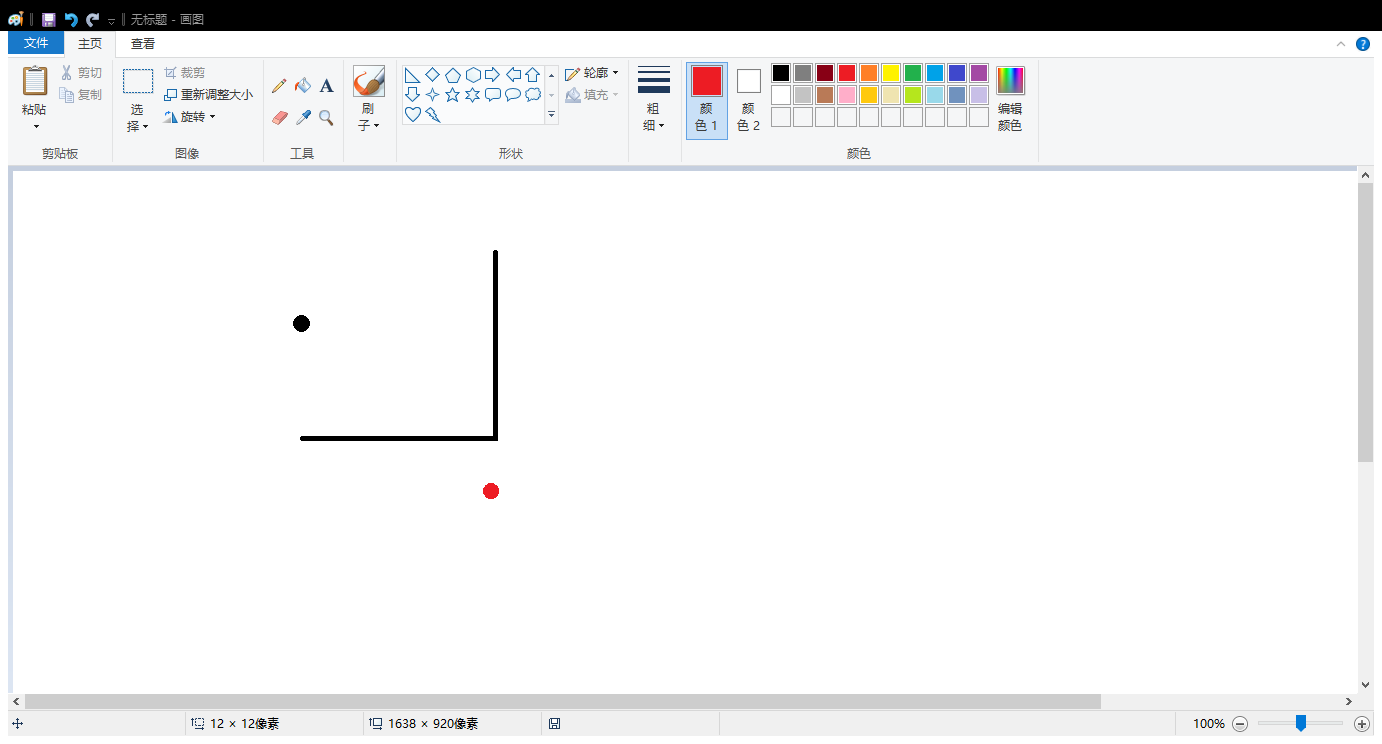 无标题 - 画图
文件 主页 查看
粘贴 剪切 复制
选择 裁剪 重新调整大小 旋转
A
刷子
轮廓 填充
粗细
颜色 1 颜色 2
编辑颜色
剪贴板 图像 工具 形状 颜色
12 × 12像素 1638 × 920像素 100%